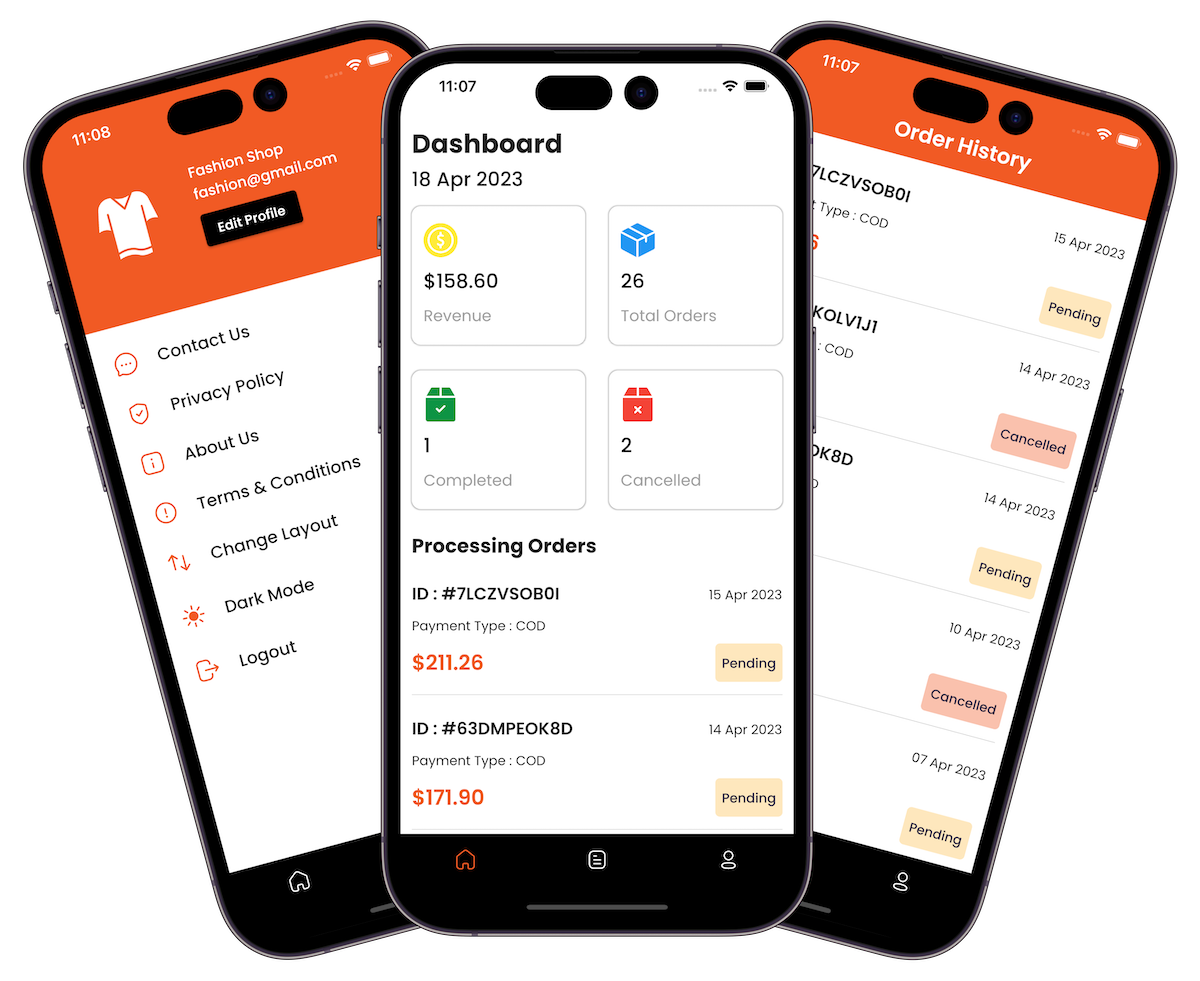 11:08
Fashion Shop
fashion@gmail.com
Edit Profile
Contact Us
Privacy Policy
About Us
Terms & Conditions
Change Layout
Dark Mode
Logout
11:07
Dashboard
18 Apr 2023
$158.60
Revenue
26
Total Orders
1
Completed
2
Cancelled
Processing Orders
ID : #7LCZVSOB0I
15 Apr 2023
Payment Type : COD
$211.26
Pending
ID : #63DMPEOK8D
14 Apr 2023
Payment Type : COD
$171.90
Pending
11:07
Order History
7LCZVSOB0I
t Type : COD
15 Apr 2023
6
Pending
KOLV1J1
: COD
14 Apr 2023
Cancelled
OK8D
14 Apr 2023
Pending
10 Apr 2023
Cancelled
07 Apr 2023
Pending